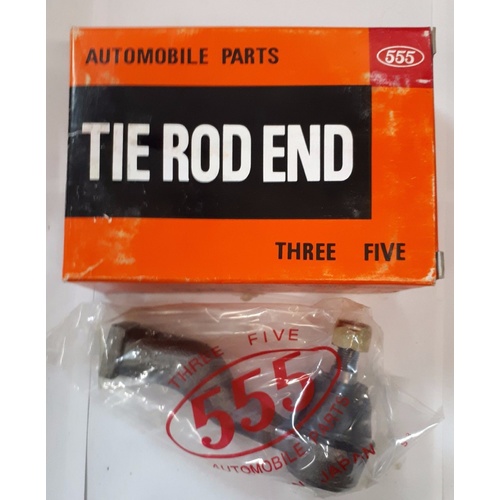 AUTOMOBILE PARTS
555
TIE ROD END
THREE FIVE
THREE FIVE
555
AUTOMOBILE PARTS
JAPAN